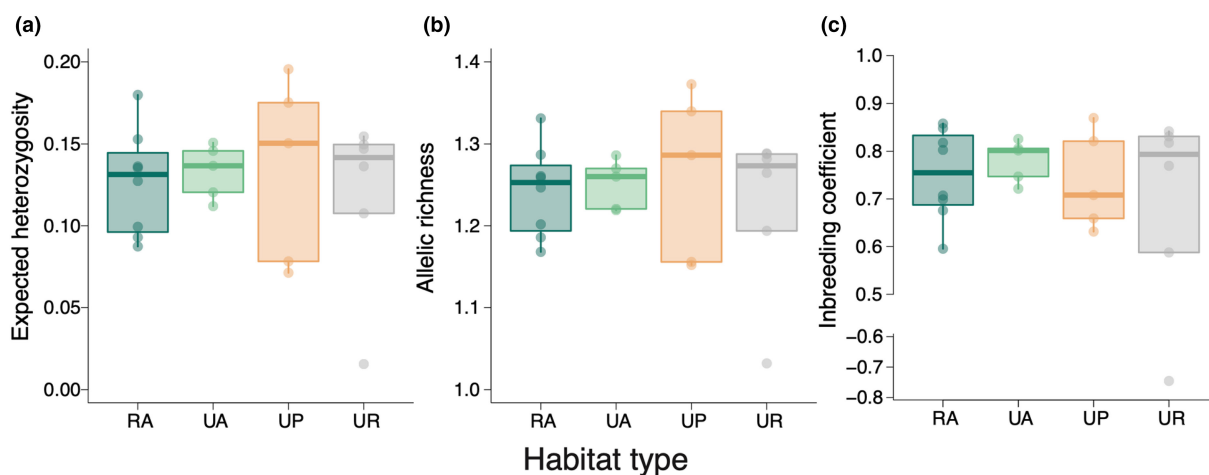 (a)
Expected heterozygosity
0.20
0.15
0.10
0.05
0.00
RA UA UP UR
(b)
Allelic richness
1.4
1.3
1.2
1.1
1.0
RA UA UP UR
(c)
Inbreeding coefficient
1.0
0.9
0.8
0.7
0.6
0.5
−0.6
−0.7
−0.8
RA UA UP UR
Habitat type